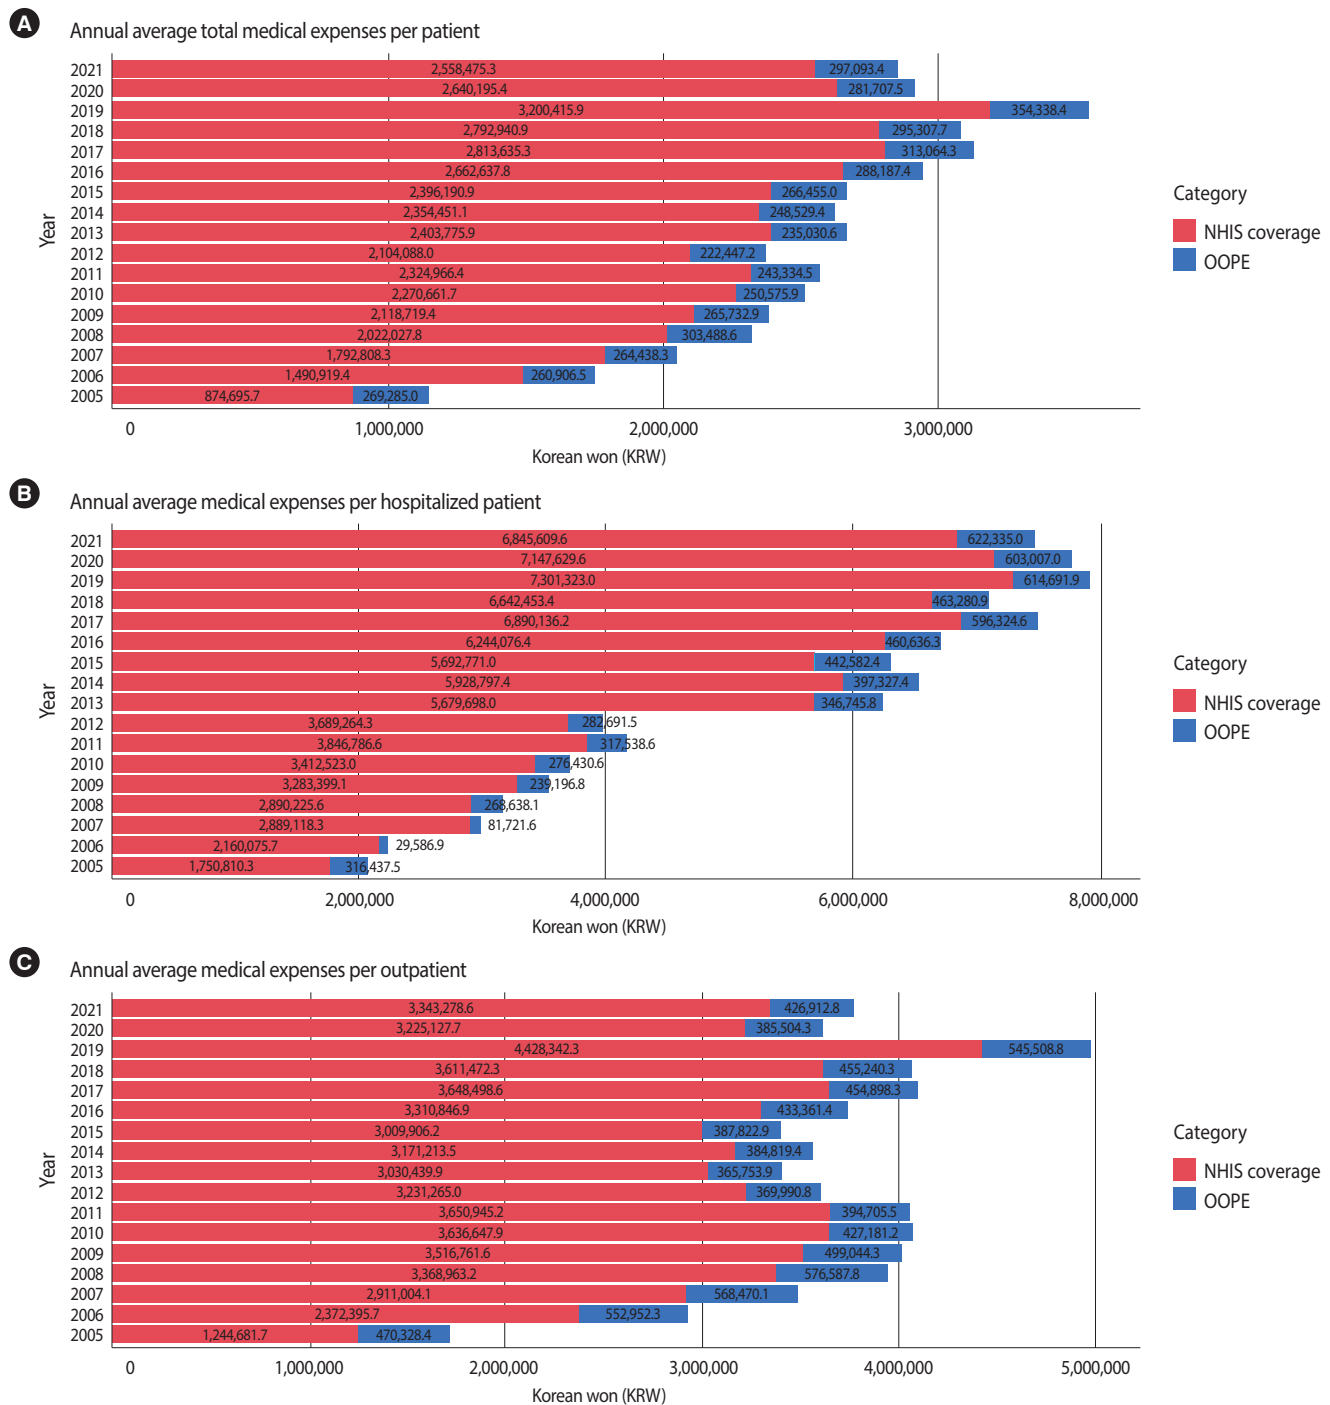 A
Annual average total medical expenses per patient
2021 2,558,475.3 297,093.4
2020 2,640,195.4 281,707.5
2019 3,200,415.9 354,338.4
2018 2,792,940.9 295,307.7
2017 2,813,635.3 313,064.3
2016 2,662,637.8 288,187.4
2015 2,396,190.9 266,455.0
2014 2,354,451.1 248,529.4
2013 2,403,775.9 235,030.6
2012 2,104,088.0 222,447.2
2011 2,324,966.4 243,334.5
2010 2,270,661.7 250,575.9
2009 2,118,719.4 265,732.9
2008 2,022,027.8 303,488.6
2007 1,792,808.3 264,438.3
2006 1,490,919.4 260,906.5
2005 874,695.7 269,285.0
Year
0 1,000,000 2,000,000 3,000,000
Korean won (KRW)
Category
NHIS coverage
OOPE
B
Annual average medical expenses per hospitalized patient
2021 6,845,609.6 622,335.0
2020 7,147,629.6 603,007.0
2019 7,301,323.0 614,691.9
2018 6,642,453.4 463,280.9
2017 6,890,136.2 596,324.6
2016 6,244,076.4 460,636.3
2015 5,692,771.0 442,582.4
2014 5,928,797.4 397,327.4
2013 5,679,698.0 346,745.8
2012 3,689,264.3 282,691.5
2011 3,846,786.6 317,538.6
2010 3,412,523.0 276,430.6
2009 3,283,399.1 239,196.8
2008 2,890,225.6 268,638.1
2007 2,889,118.3 81,721.6
2006 2,160,075.7 29,586.9
2005 1,750,810.3 316,437.5
Year
0 2,000,000 4,000,000 6,000,000 8,000,000
Korean won (KRW)
Category
NHIS coverage
OOPE
C
Annual average medical expenses per outpatient
2021 3,343,278.6 426,912.8
2020 3,225,127.7 385,504.3
2019 4,428,342.3 545,508.8
2018 3,611,472.3 455,240.3
2017 3,648,498.6 454,898.3
2016 3,310,846.9 433,361.4
2015 3,009,906.2 387,822.9
2014 3,171,213.5 384,819.4
2013 3,030,439.9 365,753.9
2012 3,231,265.0 369,990.8
2011 3,650,945.2 394,705.5
2010 3,636,647.9 427,181.2
2009 3,516,761.6 499,044.3
2008 3,368,963.2 576,587.8
2007 2,911,004.1 568,470.1
2006 2,372,395.7 552,952.3
2005 1,244,681.7 470,328.4
Year
0 1,000,000 2,000,000 3,000,000 4,000,000 5,000,000
Korean won (KRW)
Category
NHIS coverage
OOPE